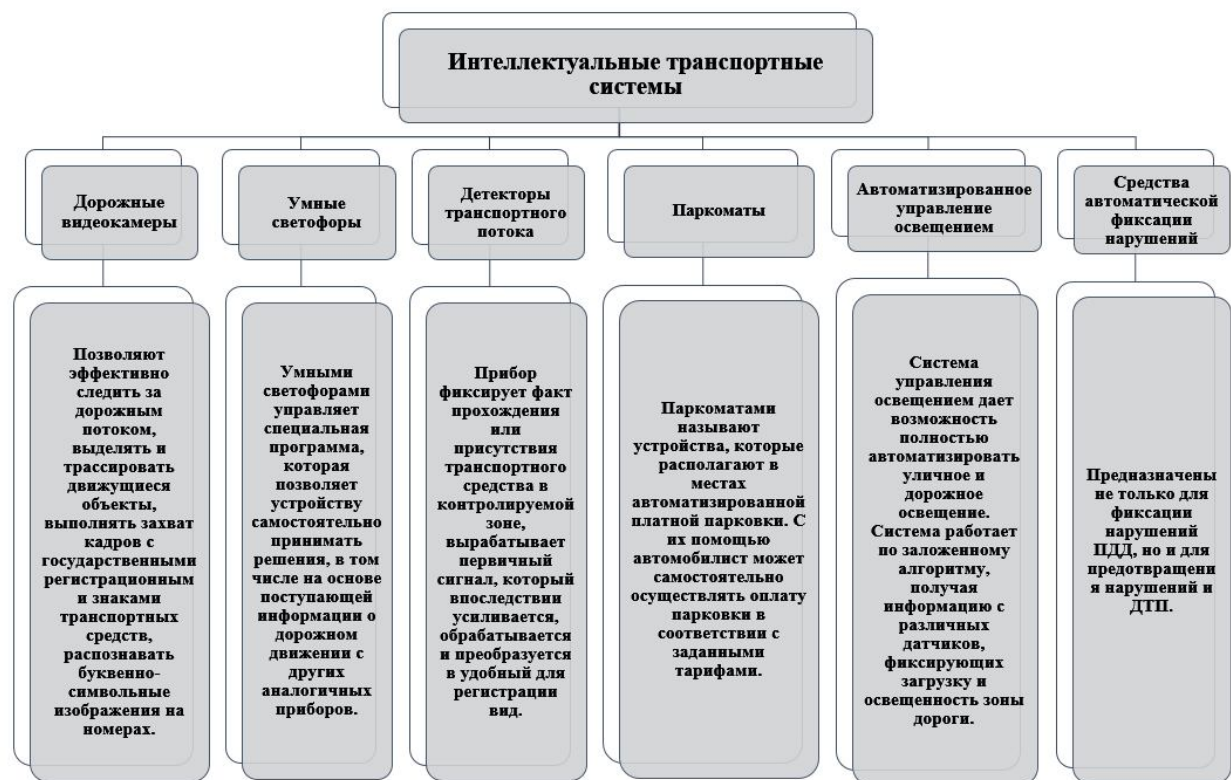 Интеллектуальные транспортные
системы
Дорожные
видеокамеры
Умные
светофоры
Детекторы
транспортного
потока
Паркоматы
Автоматизированное
управление
освещением
Средства
автоматической
фиксации
нарушений
Позволяют
эффективно
следить за
дорожным
потоком,
выделять и
трассировать
движущиеся
объекты,
выполнять захват
кадров с
государственными
регистрационным
и знаками
транспортных
средств,
распознавать
буквенно-
символьные
изображения на
номерах.
Умными
светофорами
управляет
специальная
программа,
которая
позволяет
устройству
самостоятельно
принимать
решения, в том
числе на основе
поступающей
информации о
дорожном
движении с
других
аналогичных
приборов.
Прибор
фиксирует факт
прохождения
или
присутствия
транспортного
средства в
контролируемой
зоне,
вырабатывает
первичный
сигнал, который
впоследствии
усиливается,
обрабатывается
и преобразуется
в удобный для
регистрации
вид.
Паркоматами
называют
устройства, которые
располагают в
местах
автоматизированной
платной парковки. С
их помощью
автомобилист может
самостоятельно
осуществлять оплату
парковки в
соответствии с
заданными
тарифами.
Система
управления
освещением дает
возможность
полностью
автоматизировать
уличное и
дорожное
освещение.
Система работает
по заложенному
алгоритму,
получая
информацию с
различных
датчиков,
фиксирующих
загрузку и
освещенность зоны
дороги.
Предназначены
не только для
фиксации
нарушений
ПДД, но и для
предотвращени
я нарушений и
ДТП.